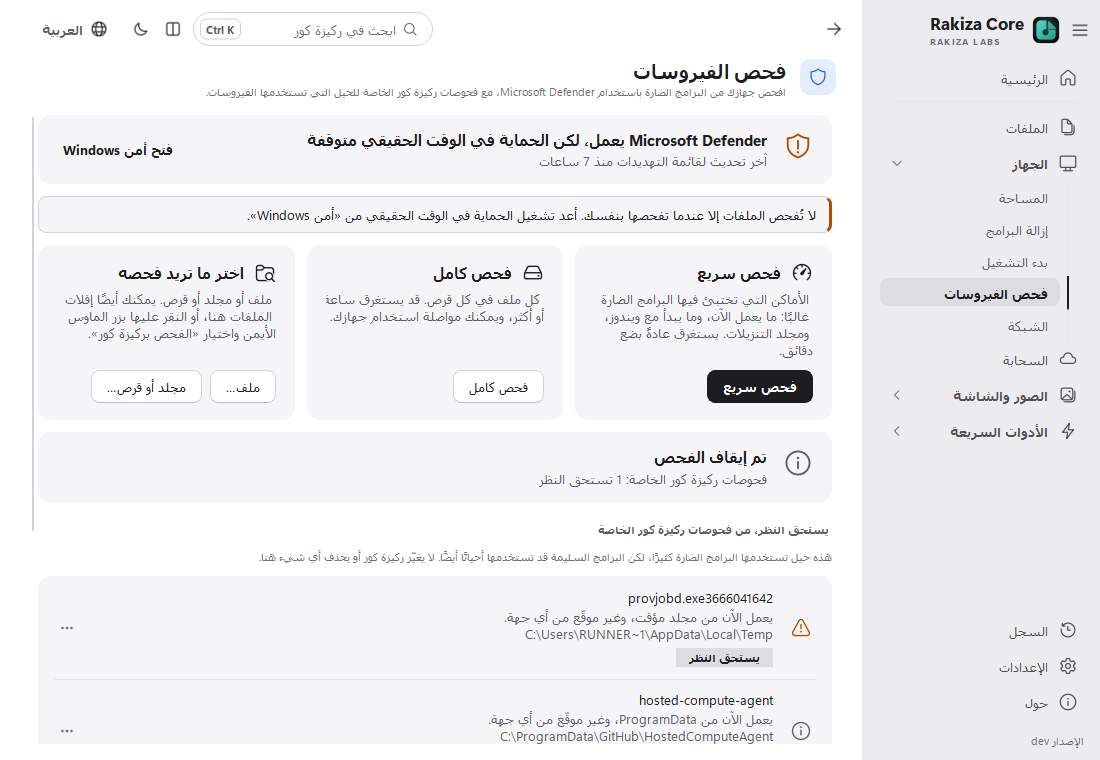 Rakiza Core
RAKIZA LABS
الرئيسية
الملفات
الجهاز
المساحة
إزالة البرامج
بدء التشغيل
فحص الفيروسات
الشبكة
السحابة
الصور والشاشة
الأدوات السريعة
السجل
الإعدادات
حول
الإصدار dev
ابحث في ركيزة كور
Ctrl K
العربية
فحص الفيروسات
افحص جهازك من البرامج الضارة باستخدام Microsoft Defender، مع فحوصات ركيزة كور الخاصة للحيل التي تستخدمها الفيروسات.
Microsoft Defender يعمل، لكن الحماية في الوقت الحقيقي متوقفة
آخر تحديث لقائمة التهديدات منذ 7 ساعات
فتح أمن Windows
لا تُفحص الملفات إلا عندما تفحصها بنفسك. أعد تشغيل الحماية في الوقت الحقيقي من «أمن Windows».
فحص سريع
الأماكن التي تختبئ فيها البرامج الضارة
غالبًا: ما يعمل الآن، وما يبدأ مع ويندوز،
ومجلد التنزيلات. يستغرق عادةً بضع
دقائق.
فحص سريع
فحص كامل
كل ملف في كل قرص. قد يستغرق ساعة
أو أكثر، ويمكنك مواصلة استخدام جهازك.
فحص كامل
اختر ما تريد فحصه
ملف أو مجلد أو قرص. يمكنك أيضًا إفلات
الملفات هنا، أو النقر عليها بزر الماوس
الأيمن واختيار «الفحص بركيزة كور».
ملف...
مجلد أو قرص...
تم إيقاف الفحص
فحوصات ركيزة كور الخاصة: 1 تستحق النظر
يستحق النظر، من فحوصات ركيزة كور الخاصة
هذه حيل تستخدمها البرامج الضارة كثيرًا، لكن البرامج السليمة قد تستخدمها أحيانًا أيضًا. لا يغيّر ركيزة كور أو يحذف أي شيء هنا.
provjobd.exe3666041642
يعمل الآن من مجلد مؤقت، وغير موقّع من أي جهة.
C:\Users\RUNNER~1\AppData\Local\Temp
يستحق النظر
hosted-compute-agent
يعمل الآن من ProgramData، وغير موقّع من أي جهة.
C:\ProgramData\GitHub\HostedComputeAgent